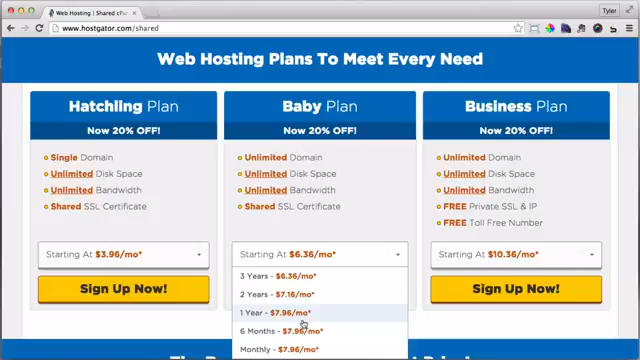 Web Hosting | Shared cPa
Tyler
www.hostgator.com/shared
Web Hosting Plans To Meet Every Need
Hatchling Plan
Now 20% OFF!
Single Domain
Unlimited Disk Space
Unlimited Bandwidth
Shared SSL Certificate
Starting At $3.96/mo*
Sign Up Now!
Baby Plan
Now 20% OFF!
Unlimited Domain
Unlimited Disk Space
Unlimited Bandwidth
Shared SSL Certificate
Starting At $6.36/mo*
3 Years - $6.36/mo*
2 Years - $7.16/mo*
1 Year - $7.96/mo*
6 Months - $7.96/mo*
Monthly - $7.96/mo*
Business Plan
Now 20% OFF!
Unlimited Domain
Unlimited Disk Space
Unlimited Bandwidth
FREE Private SSL & IP
FREE Toll Free Number
Starting At $10.36/mo*
Sign Up Now!